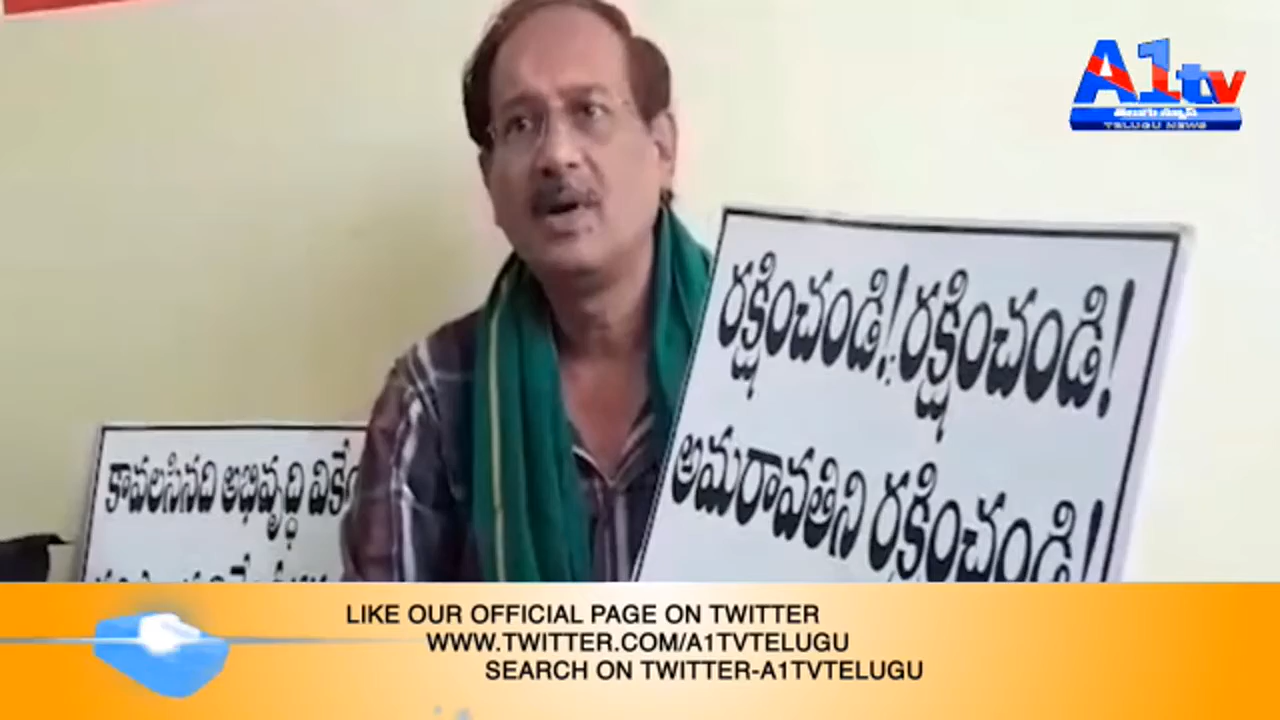 A1tv
తెలుగు న్యూస్
TELUGU NEWS
రక్షించండి! రక్షించండి!
అమరావతిని రక్షించండి!
కావలసినది అభివృద్ధి
LIKE OUR OFFICIAL PAGE ON TWITTER
WWW.TWITTER.COM/A1TVTELUGU
SEARCH ON TWITTER-A1TVTELUGU